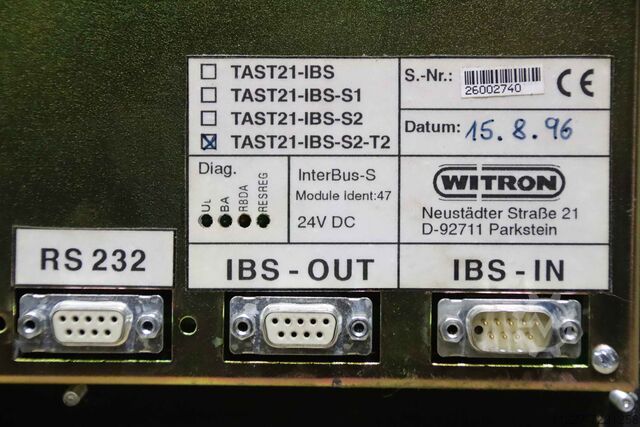 TAST21-IBS
TAST21-IBS-S1
TAST21-IBS-S2
TAST21-IBS-S2-T2
S.-Nr.:
26002740
CE
Datum: 15.8.96
Diag.
UL
BA
RBDA
RESREG
InterBus-S
Module Ident:47
24V DC
WITRON
Neustädter Straße 21
D-92711 Parkstein
RS 232
IBS - OUT
IBS - IN